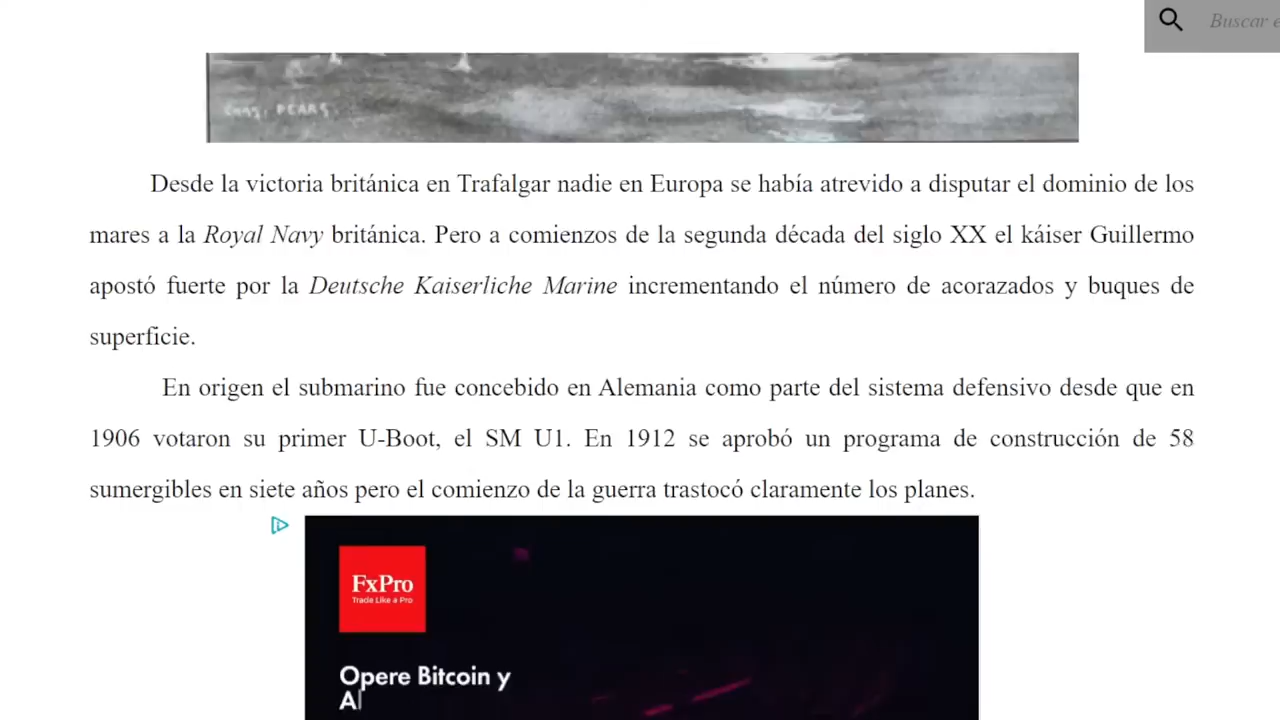 Buscar e
CHAS. PEARS.
Desde la victoria británica en Trafalgar nadie en Europa se había atrevido a disputar el dominio de los
mares a la Royal Navy británica. Pero a comienzos de la segunda década del siglo XX el káiser Guillermo
apostó fuerte por la Deutsche Kaiserliche Marine incrementando el número de acorazados y buques de
superficie.
En origen el submarino fue concebido en Alemania como parte del sistema defensivo desde que en
1906 votaron su primer U-Boot, el SM U1. En 1912 se aprobó un programa de construcción de 58
sumergibles en siete años pero el comienzo de la guerra trastocó claramente los planes.
FxPro
Trade Like a Pro
Opere Bitcoin y
Al